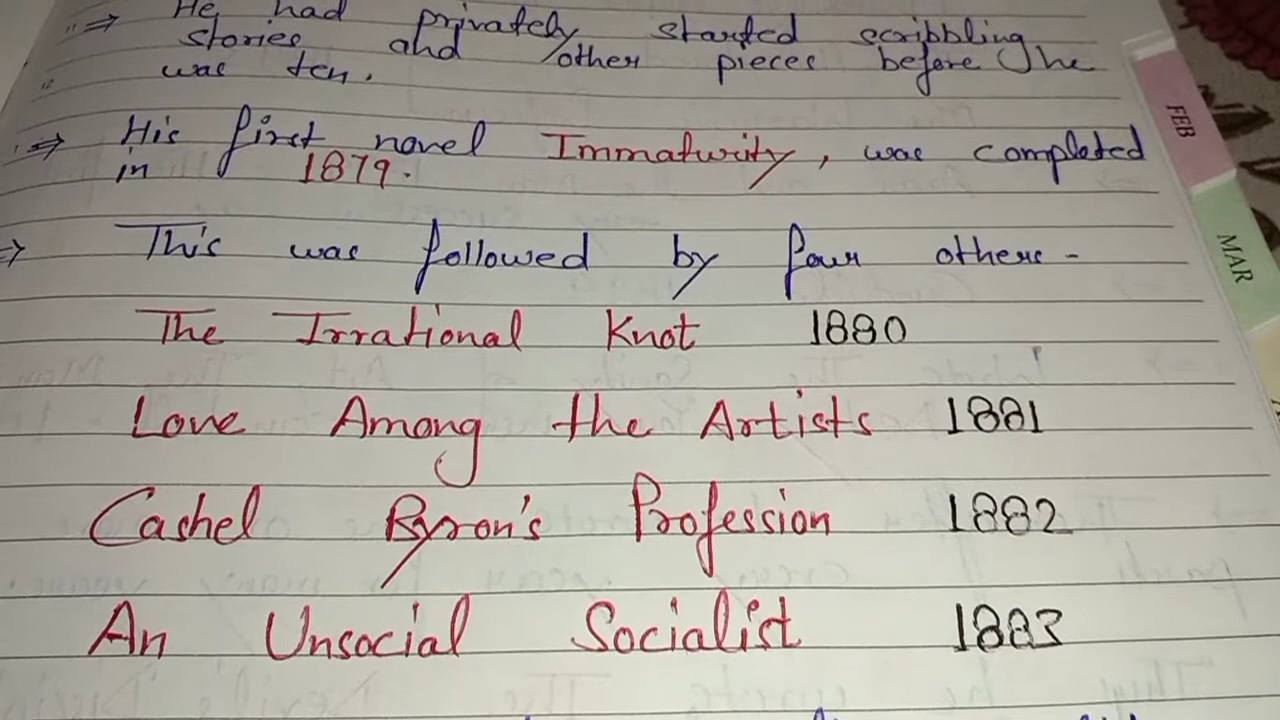 ⇒ He had privately started scribbling
stories and other pieces before he
was ten.
⇒ His first novel Immaturity, was completed
in 1879.
⇒ This was followed by four others -
The Irrational Knot 1880
Love Among the Artists 1881
Cashel Byron's Profession 1882
An Unsocial Socialist 1883
FEB
MAR